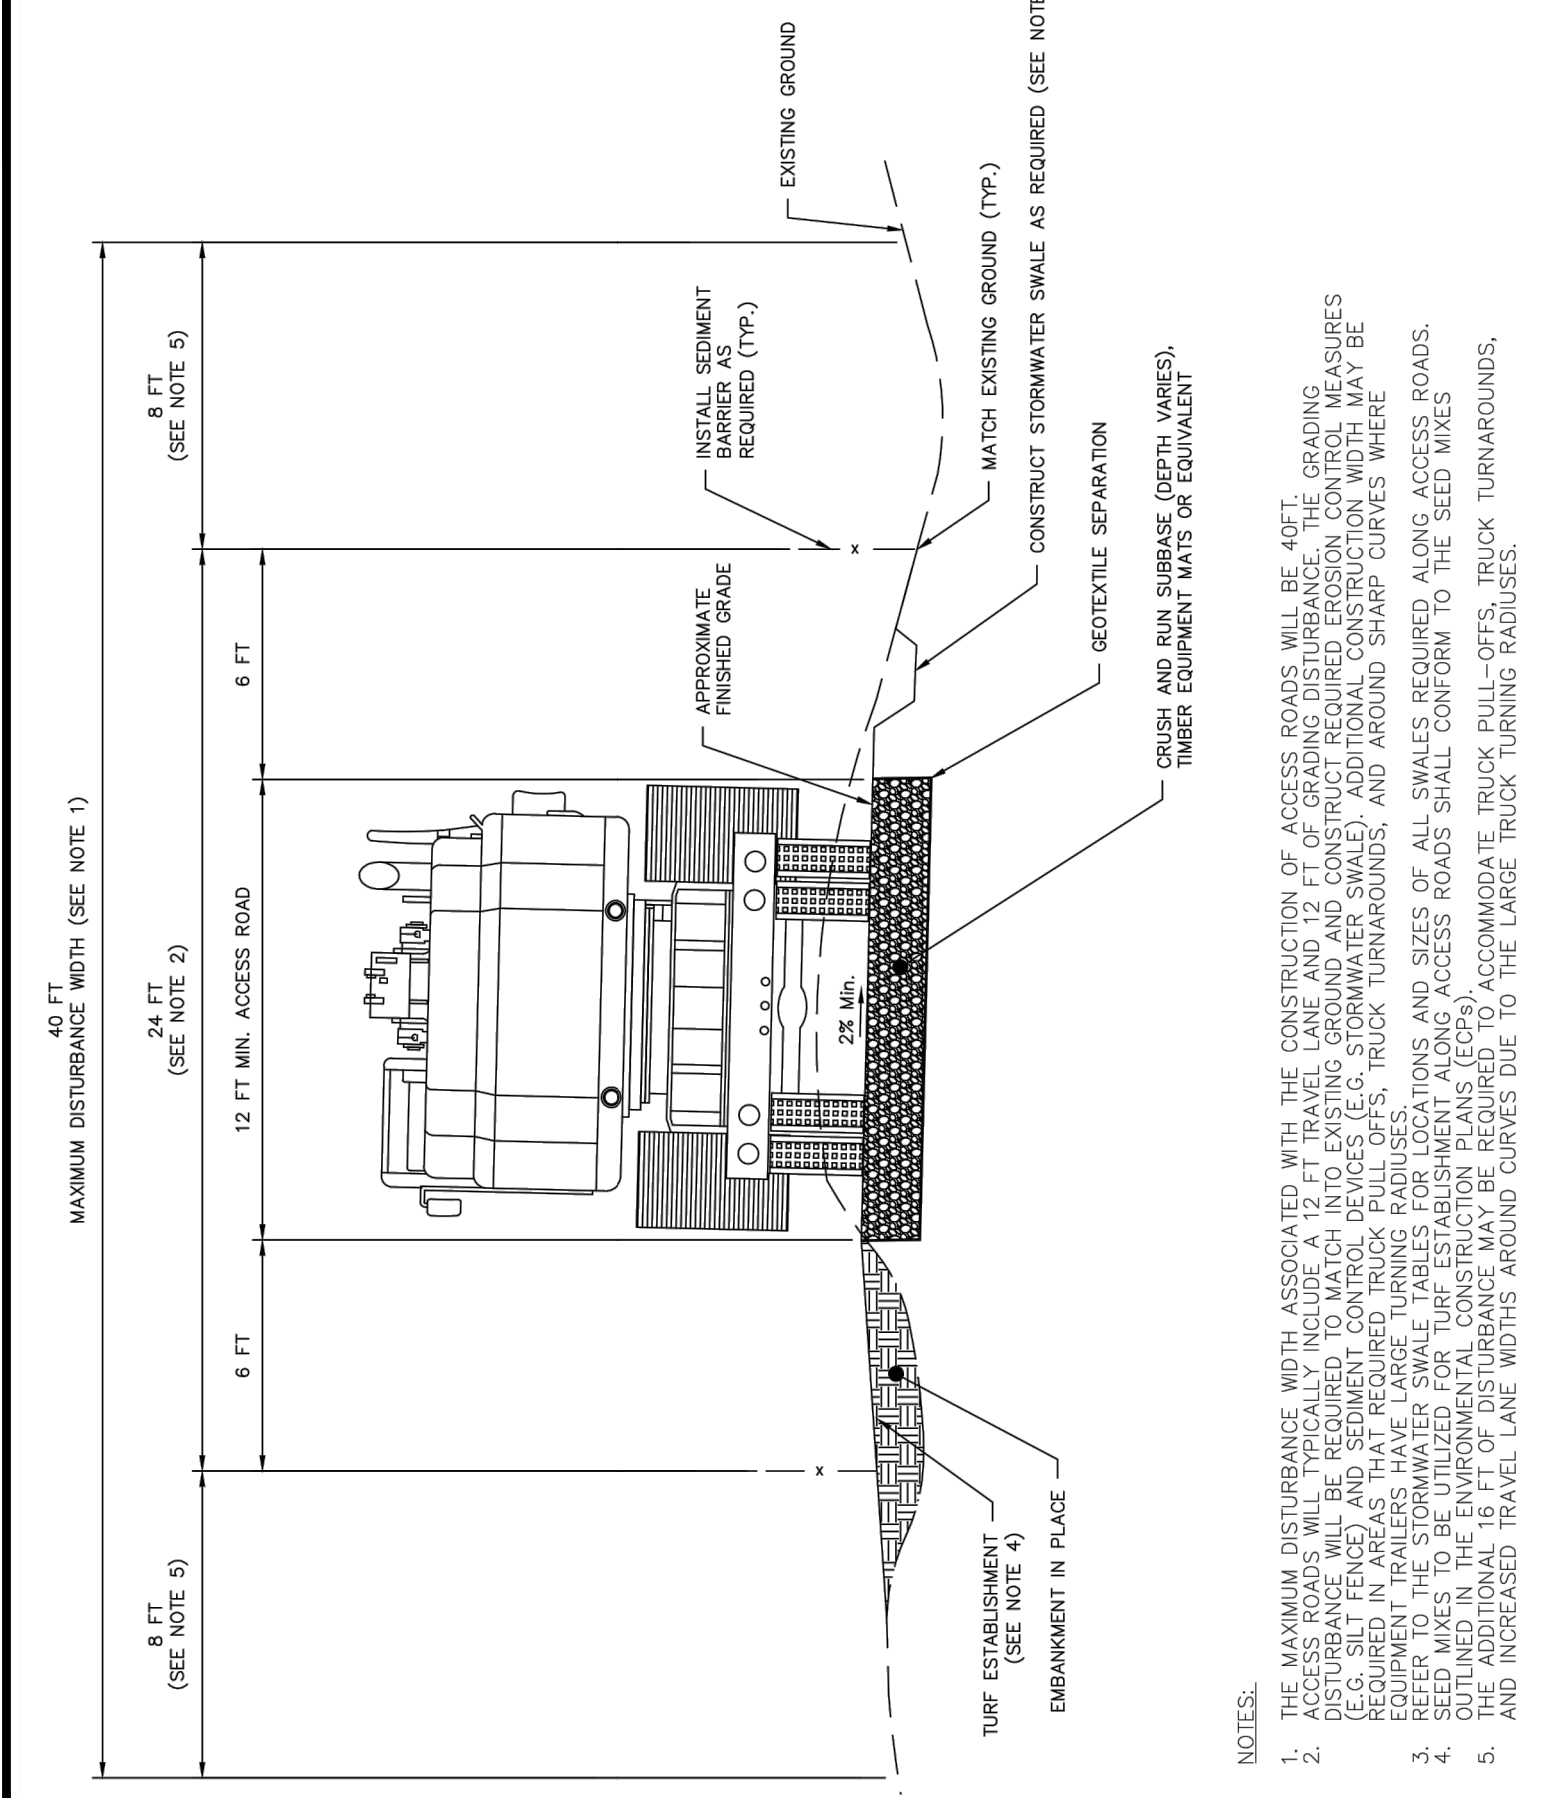 40 FT
MAXIMUM DISTURBANCE WIDTH (SEE NOTE 1)
8 FT
(SEE NOTE 5)
24 FT
(SEE NOTE 2)
8 FT
(SEE NOTE 5)
6 FT
12 FT MIN. ACCESS ROAD
6 FT
INSTALL SEDIMENT
BARRIER AS
REQUIRED (TYP.)
EXISTING GROUND
APPROXIMATE
FINISHED GRADE
2% Min.
x
x
TURF ESTABLISHMENT
(SEE NOTE 4)
EMBANKMENT IN PLACE
MATCH EXISTING GROUND (TYP.)
CONSTRUCT STORMWATER SWALE AS REQUIRED (SEE NOTE
GEOTEXTILE SEPARATION
CRUSH AND RUN SUBBASE (DEPTH VARIES),
TIMBER EQUIPMENT MATS OR EQUIVALENT
NOTES:
1. THE MAXIMUM DISTURBANCE WIDTH ASSOCIATED WITH THE CONSTRUCTION OF ACCESS ROADS WILL BE 40FT.
2. ACCESS ROADS WILL TYPICALLY INCLUDE A 12 FT TRAVEL LANE AND 12 FT OF GRADING DISTURBANCE. THE GRADING
DISTURBANCE WILL BE REQUIRED TO MATCH INTO EXISTING GROUND AND CONSTRUCT REQUIRED EROSION CONTROL MEASURES
(E.G. SILT FENCE) AND SEDIMENT CONTROL DEVICES (E.G. STORMWATER SWALE). ADDITIONAL CONSTRUCTION WIDTH MAY BE
REQUIRED IN AREAS THAT REQUIRED TRUCK PULL OFFS, TRUCK TURNAROUNDS, AND AROUND SHARP CURVES WHERE
EQUIPMENT TRAILERS HAVE LARGE TURNING RADIUSES.
3. REFER TO THE STORMWATER SWALE TABLES FOR LOCATIONS AND SIZES OF ALL SWALES REQUIRED ALONG ACCESS ROADS.
4. SEED MIXES TO BE UTILIZED FOR TURF ESTABLISHMENT ALONG ACCESS ROADS SHALL CONFORM TO THE SEED MIXES
OUTLINED IN THE ENVIRONMENTAL CONSTRUCTION PLANS (ECPs).
5. THE ADDITIONAL 16 FT OF DISTURBANCE MAY BE REQUIRED TO ACCOMMODATE TRUCK PULL-OFFS, TRUCK TURNAROUNDS,
AND INCREASED TRAVEL LANE WIDTHS AROUND CURVES DUE TO THE LARGE TRUCK TURNING RADIUSES.